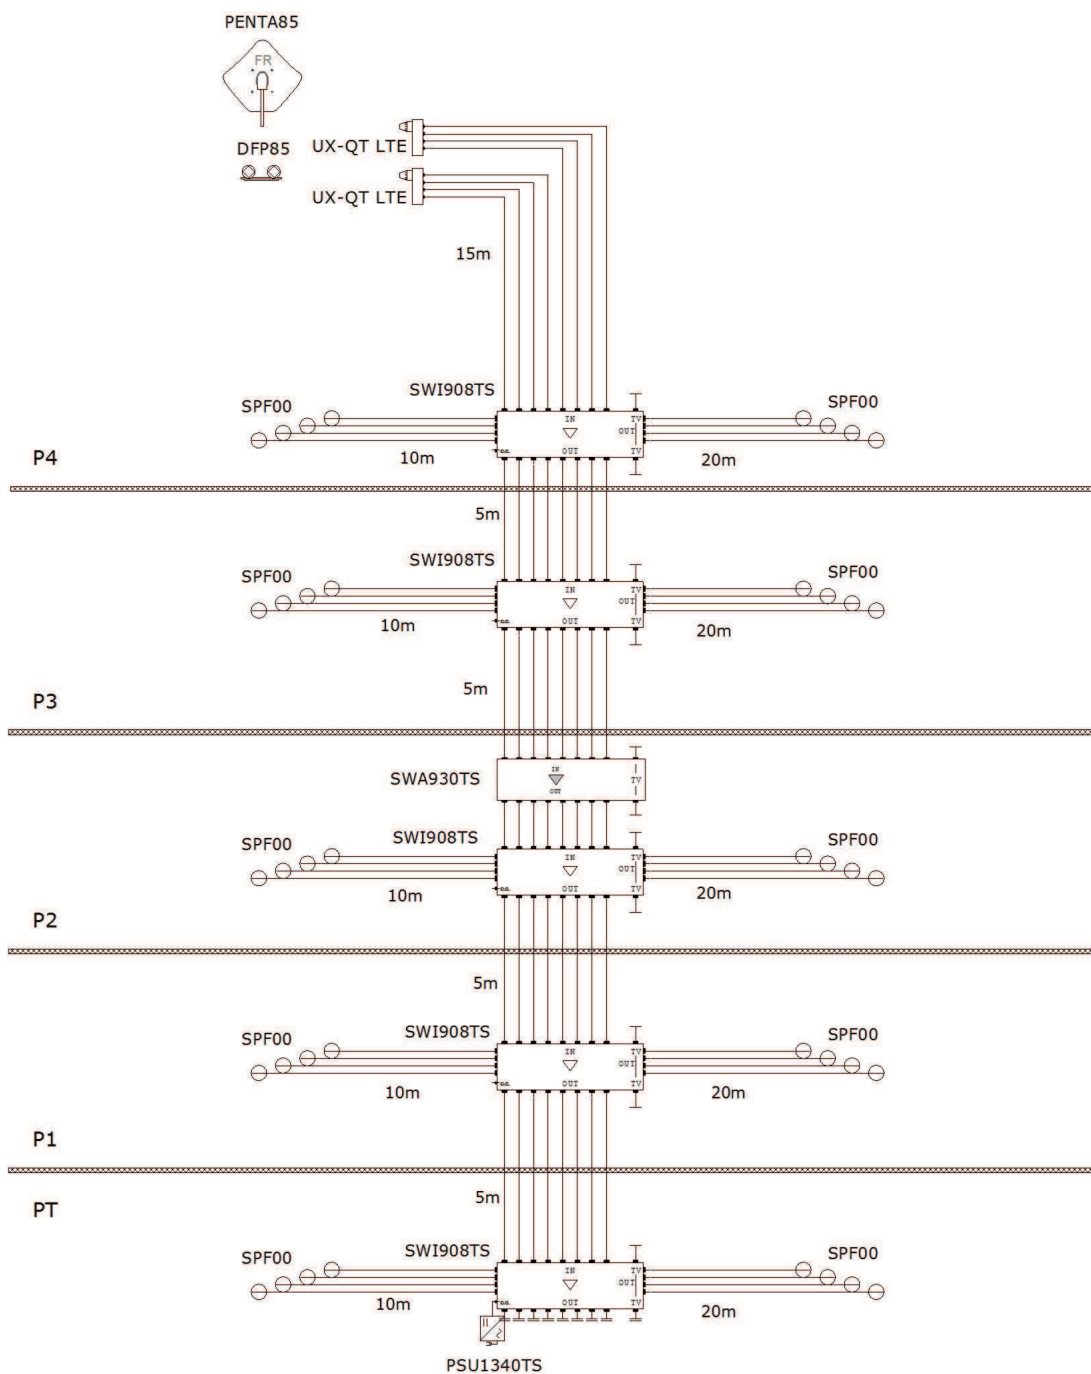 PENTA85
FR
DFP85
UX-QT LTE
UX-QT LTE
15m
SWI908TS
SPF00
SPF00
IN
TV
OUT
OUT
TV
10m
20m
P4
5m
SWI908TS
SPF00
SPF00
IN
TV
OUT
OUT
TV
10m
20m
5m
P3
SWA930TS
IN
TV
OUT
SWI908TS
SPF00
SPF00
IN
TV
OUT
OUT
TV
10m
20m
P2
5m
SWI908TS
SPF00
SPF00
IN
TV
OUT
OUT
TV
10m
20m
P1
5m
PT
SWI908TS
SPF00
SPF00
IN
TV
OUT
OUT
TV
10m
20m
PSU1340TS